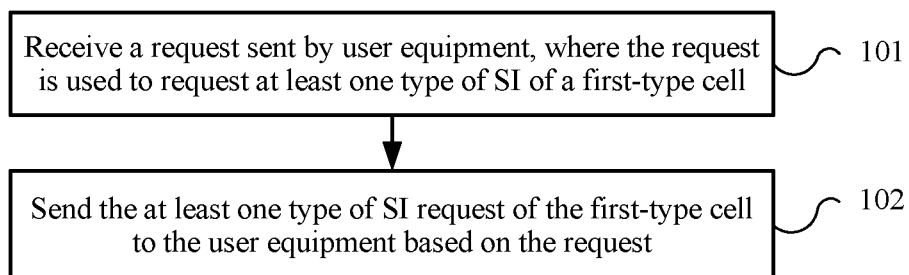 Receive a request sent by user equipment, where the request
is used to request at least one type of SI of a first-type cell
101
Send the at least one type of SI request of the first-type cell
to the user equipment based on the request
102